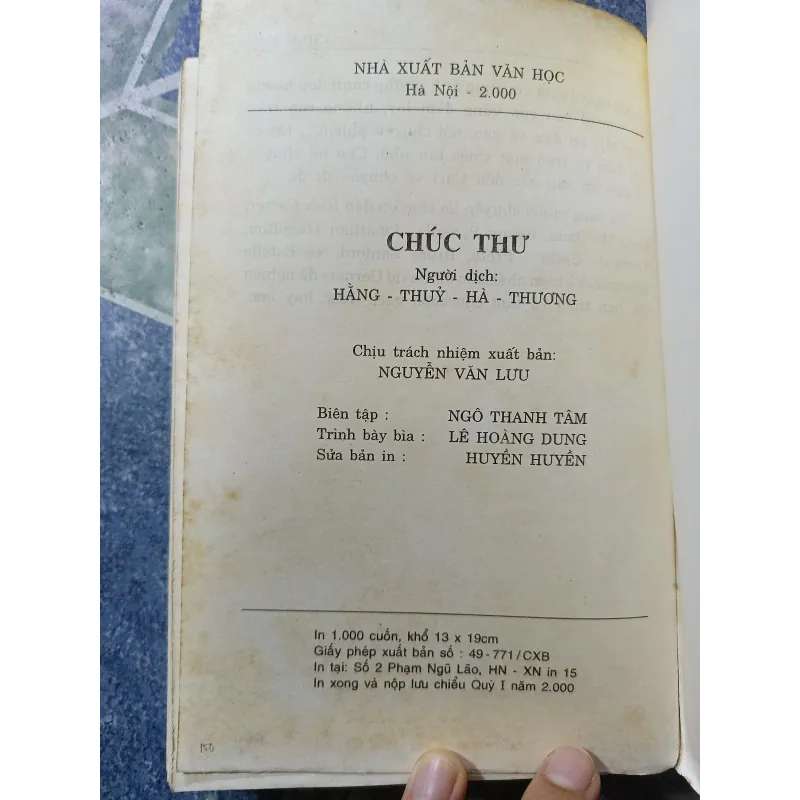 NHÀ XUẤT BẢN VĂN HỌC
Hà Nội - 2.000
CHÚC THƯ
Người dịch:
HẰNG - THUỶ - HÀ - THƯƠNG
Chịu trách nhiệm xuất bản:
NGUYỄN VĂN LƯU
Biên tập : NGÔ THANH TÂM
Trình bày bìa : LÊ HOÀNG DUNG
Sửa bản in : HUYỀN HUYỀN
In 1.000 cuốn, khổ 13 x 19cm
Giấy phép xuất bản số : 49-771/CXB
In tại: Số 2 Phạm Ngũ Lão, HN - XN in 15
In xong và nộp lưu chiểu Quý I năm 2.000